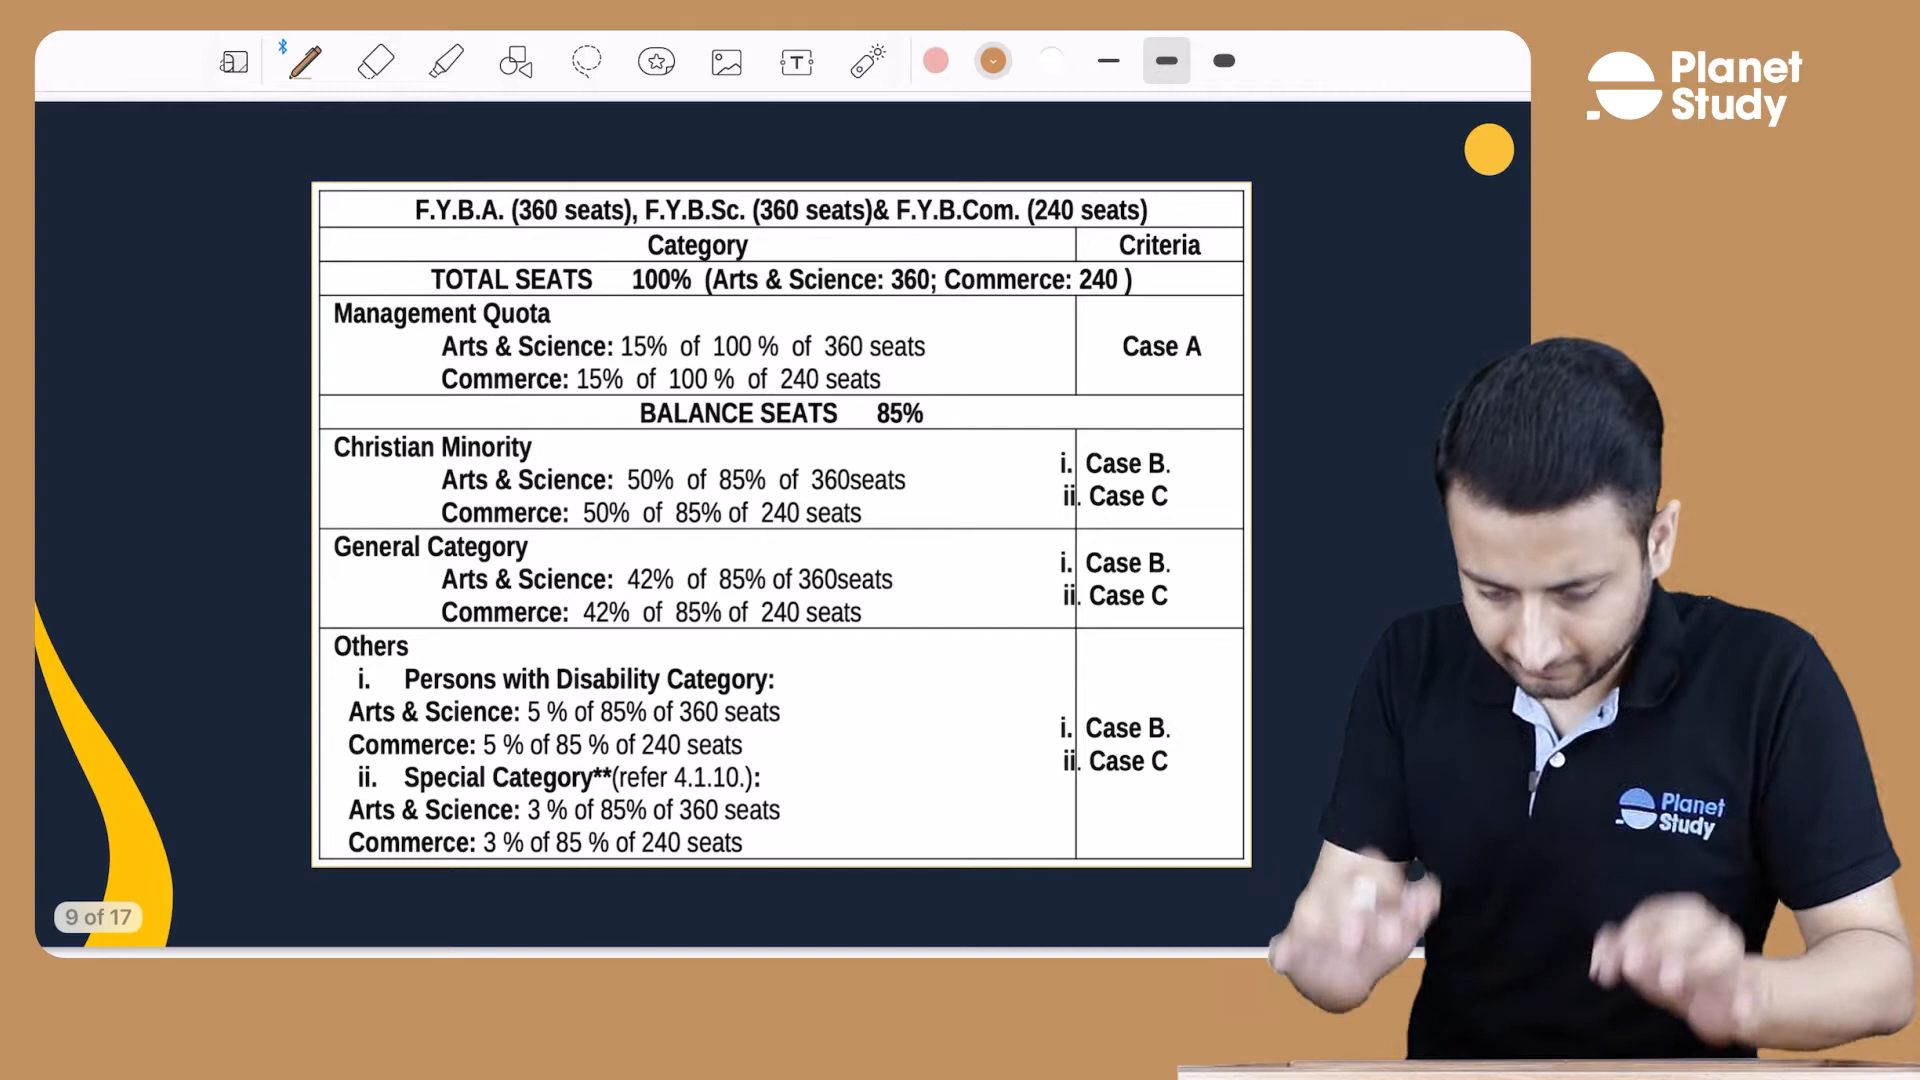 Planet
Study
F.Y.B.A. (360 seats), F.Y.B.Sc. (360 seats)& F.Y.B.Com. (240 seats)
Category
Criteria
TOTAL SEATS 100% (Arts & Science: 360; Commerce: 240 )
Management Quota
Arts & Science: 15% of 100 % of 360 seats
Commerce: 15% of 100 % of 240 seats
Case A
BALANCE SEATS 85%
Christian Minority
Arts & Science: 50% of 85% of 360seats
Commerce: 50% of 85% of 240 seats
i. Case B.
ii. Case C
General Category
Arts & Science: 42% of 85% of 360seats
Commerce: 42% of 85% of 240 seats
i. Case B.
ii. Case C
Others
i. Persons with Disability Category:
Arts & Science: 5 % of 85% of 360 seats
Commerce: 5 % of 85 % of 240 seats
ii. Special Category**(refer 4.1.10.):
Arts & Science: 3 % of 85% of 360 seats
Commerce: 3 % of 85 % of 240 seats
i. Case B.
ii. Case C
9 of 17
Planet
Study